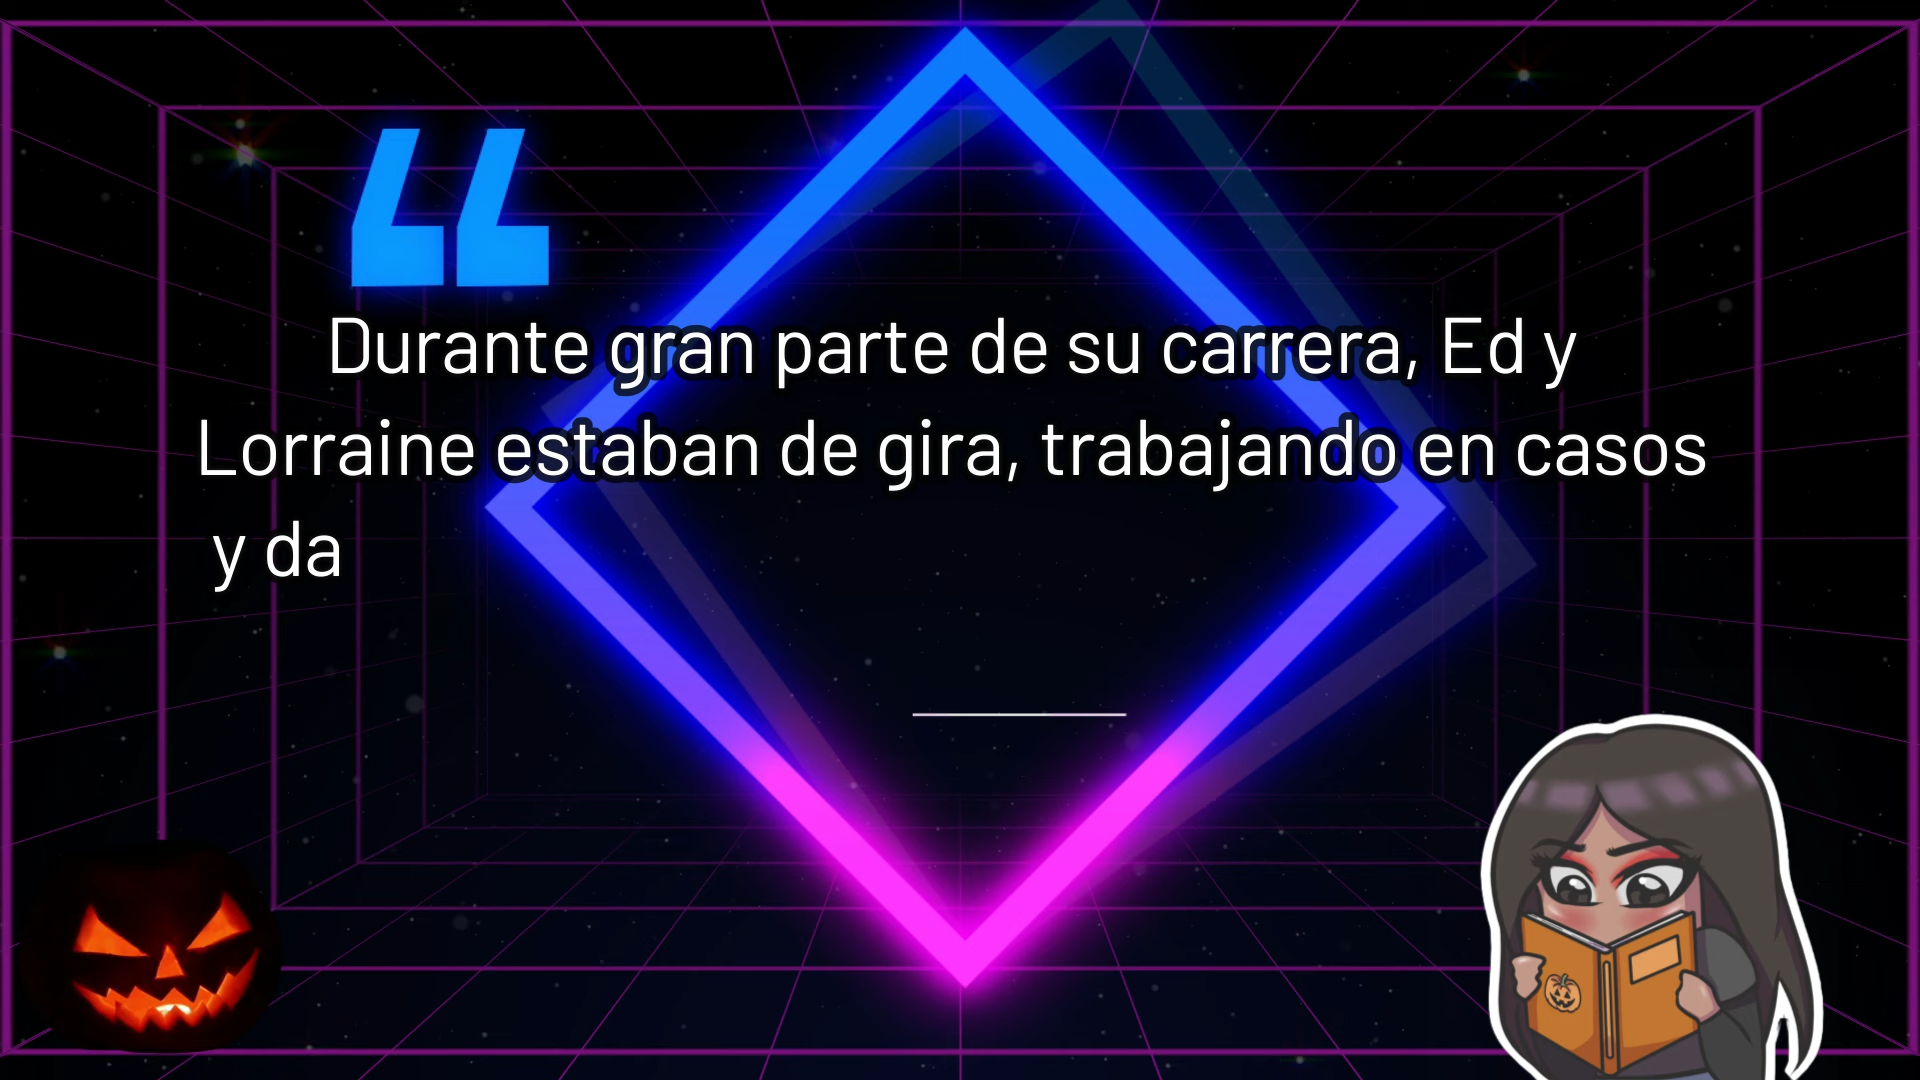 “
Durante gran parte de su carrera, Ed y
Lorraine estaban de gira, trabajando en casos
y da